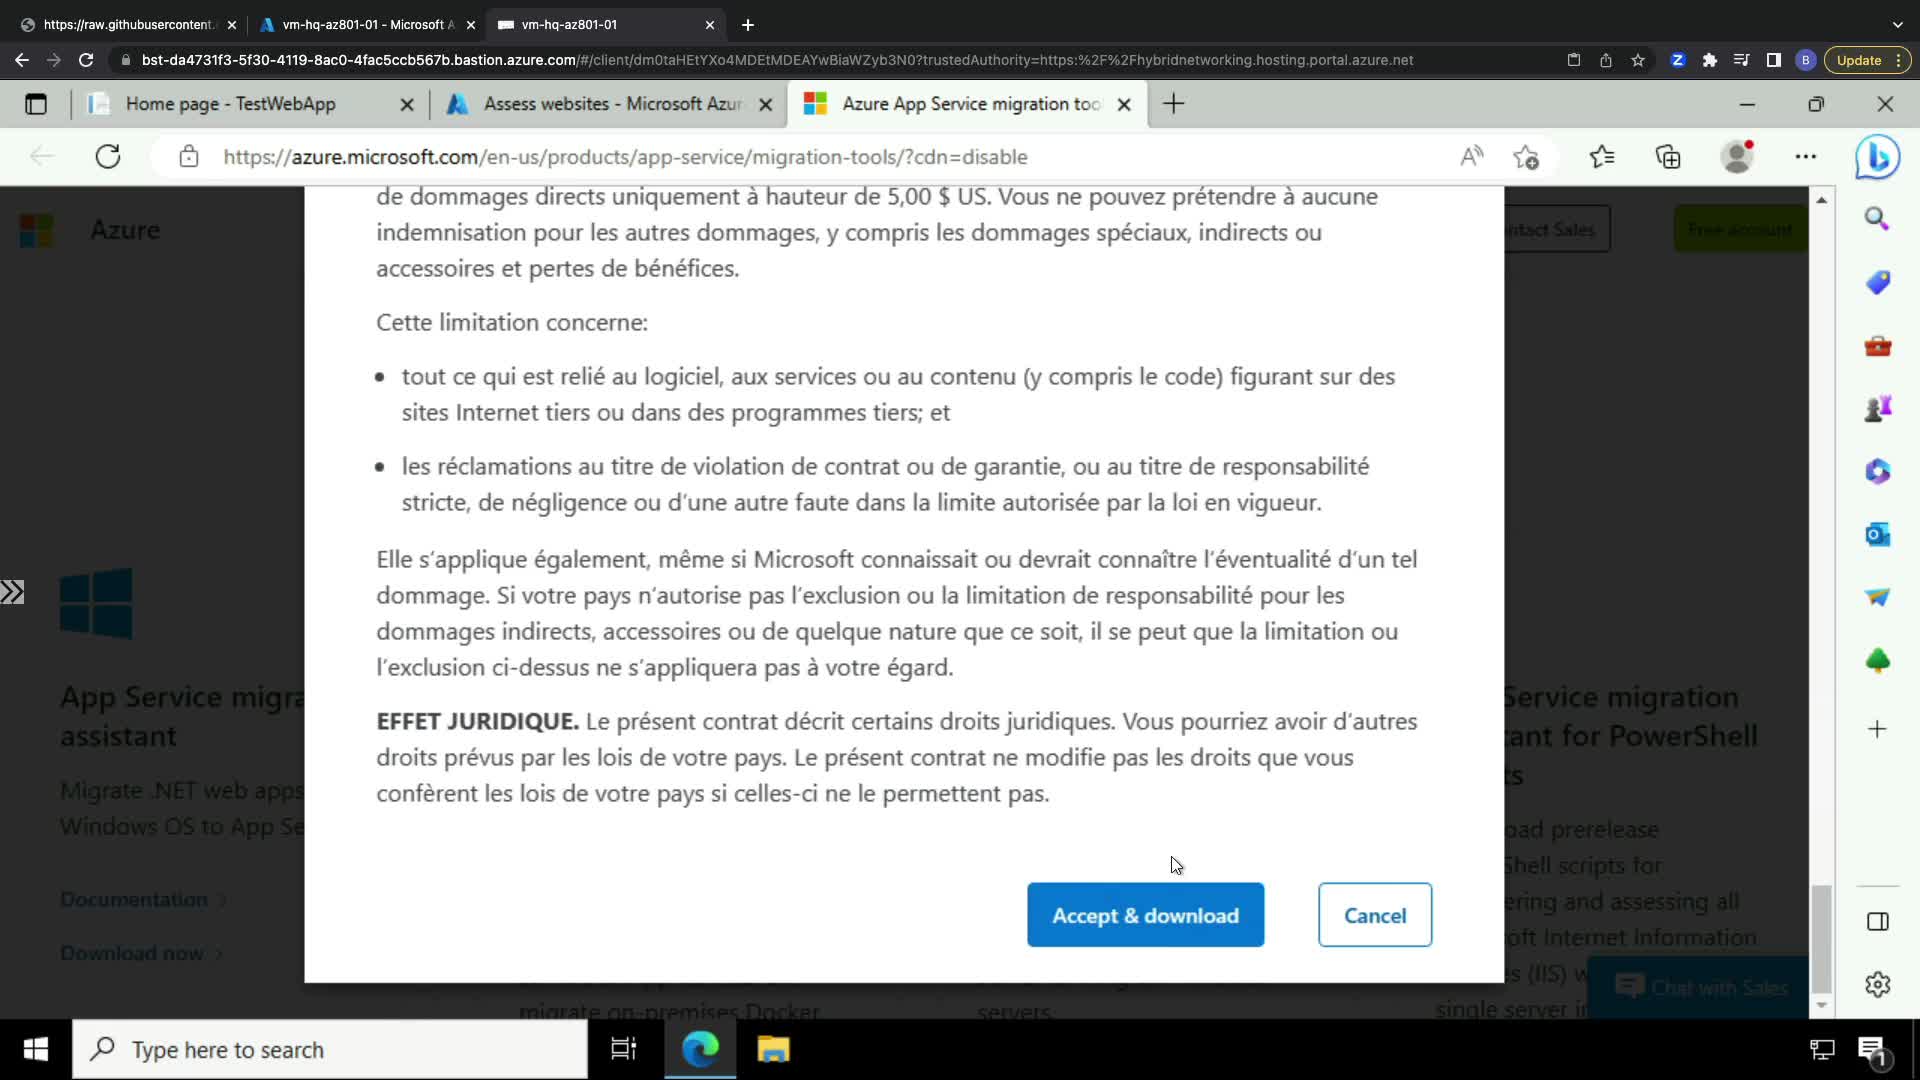 https://raw.githubusercontent.
vm-hq-az801-01 - Microsoft A
vm-hq-az801-01
bst-da4731f3-5f30-4119-8ac0-4fac5ccb567b.bastion.azure.com/#/client/dm0taHEtYXo4MDEtMDEAYwBiaWZyb3N0?trustedAuthority=https:%2F%2Fhybridnetworking.hosting.portal.azure.net
Z
B
Update
Home page - TestWebApp
Assess websites - Microsoft Azur
Azure App Service migration too
https://azure.microsoft.com/en-us/products/app-service/migration-tools/?cdn=disable
Azure
ntact Sales
Free account
de dommages directs uniquement à hauteur de 5,00 $ US. Vous ne pouvez prétendre à aucune
indemnisation pour les autres dommages, y compris les dommages spéciaux, indirects ou
accessoires et pertes de bénéfices.
Cette limitation concerne:
• tout ce qui est relié au logiciel, aux services ou au contenu (y compris le code) figurant sur des
sites Internet tiers ou dans des programmes tiers; et
• les réclamations au titre de violation de contrat ou de garantie, ou au titre de responsabilité
stricte, de négligence ou d'une autre faute dans la limite autorisée par la loi en vigueur.
Elle s'applique également, même si Microsoft connaissait ou devrait connaître l'éventualité d'un tel
dommage. Si votre pays n'autorise pas l'exclusion ou la limitation de responsabilité pour les
dommages indirects, accessoires ou de quelque nature que ce soit, il se peut que la limitation ou
l'exclusion ci-dessus ne s'appliquera pas à votre égard.
EFFET JURIDIQUE. Le présent contrat décrit certains droits juridiques. Vous pourriez avoir d'autres
droits prévus par les lois de votre pays. Le présent contrat ne modifie pas les droits que vous
confèrent les lois de votre pays si celles-ci ne le permettent pas.
Accept & download
Cancel
App Service migra
assistant
Migrate .NET web apps
Windows OS to App Se
Documentation
Download now
Service migration
tant for PowerShell
ts
oad prerelease
Shell scripts for
ering and assessing all
oft Internet Information
s (IIS) w
single server in
Chat with Sales
migrate on-premises Docker
servers.
Type here to search
1